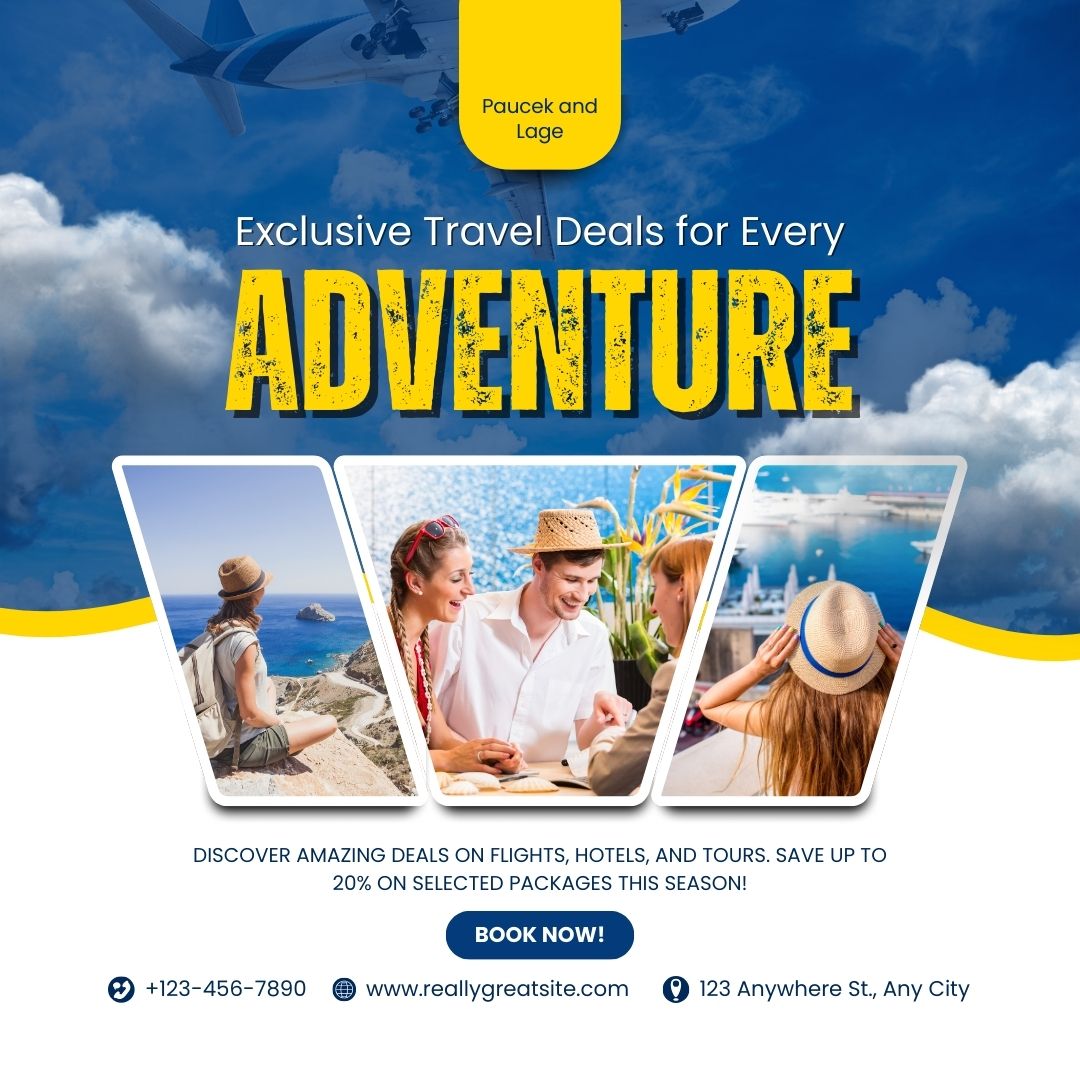 Paucek and
Lage
Exclusive Travel Deals for Every
ADVENTURE
DISCOVER AMAZING DEALS ON FLIGHTS, HOTELS, AND TOURS. SAVE UP TO
20% ON SELECTED PACKAGES THIS SEASON!
BOOK NOW!
+123-456-7890 www.reallygreatsite.com 123 Anywhere St., Any City